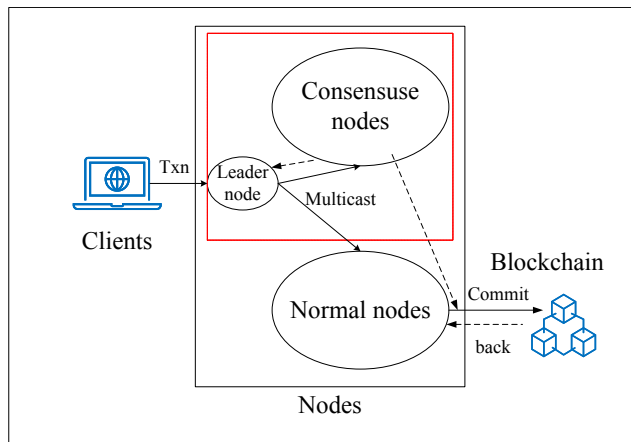 Consensuse
nodes
Txn
Leader
node
Multicast
Clients
Blockchain
Commit
Normal nodes
back
Nodes